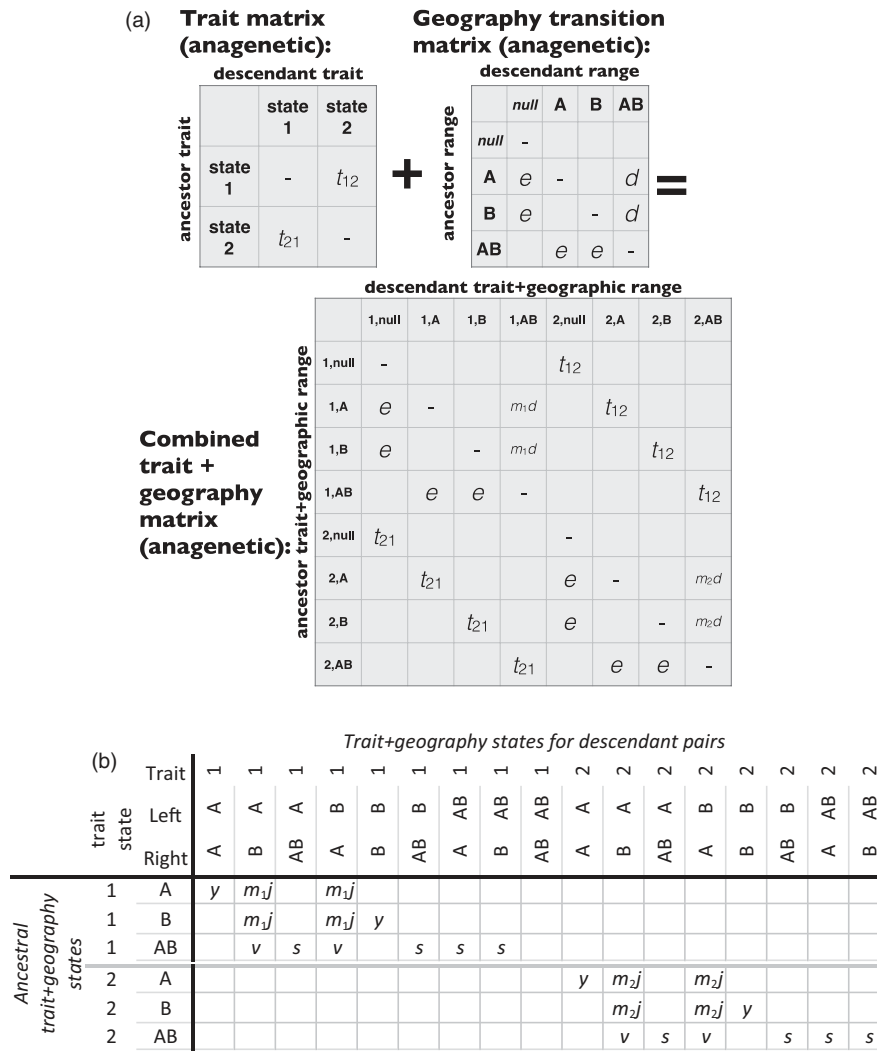 (a) Trait matrix (anagenetic):
Geography transition matrix (anagenetic):
descendant trait
ancestor trait
state 1 state 2
state 1 - t12
state 2 t21 -
+
descendant range
ancestor range
null A B AB
null -
A e - d
B e - d
AB e e -
=
descendant trait+geographic range
ancestor trait+geographic range
Combined trait + geography matrix (anagenetic):
1,null 1,A 1,B 1,AB 2,null 2,A 2,B 2,AB
1,null - t12
1,A e - m1d t12
1,B e - m1d t12
1,AB e e - t12
2,null t21 -
2,A t21 e - m2d
2,B t21 e - m2d
2,AB t21 e e -
(b)
Trait+geography states for descendant pairs
Trait 1 1 1 1 1 1 1 1 1 2 2 2 2 2 2 2 2
trait state
Left A A A B B B AB AB AB A A A B B B AB AB
Right A B AB A B AB A B AB A B AB A B AB A B
Ancestral trait+geography states
1 A y m1j m1j
1 B m1j m1j y
1 AB v s v s s s
2 A y m2j m2j
2 B m2j m2j y
2 AB v s v s s s